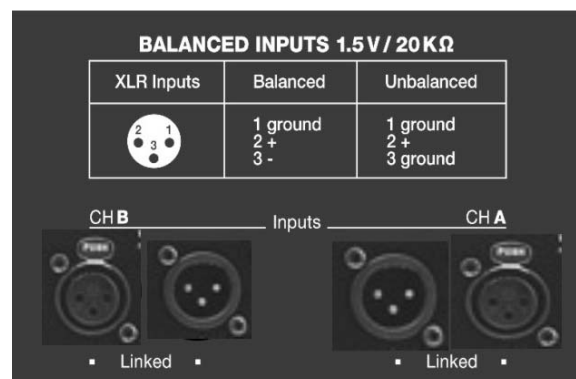 BALANCED INPUTS 1.5 V / 20 KΩ
XLR Inputs Balanced Unbalanced
2 1 3
1 ground 1 ground
2 + 2 +
3 - 3 ground
CH B Inputs CH A
PUSH PUSH
Linked Linked